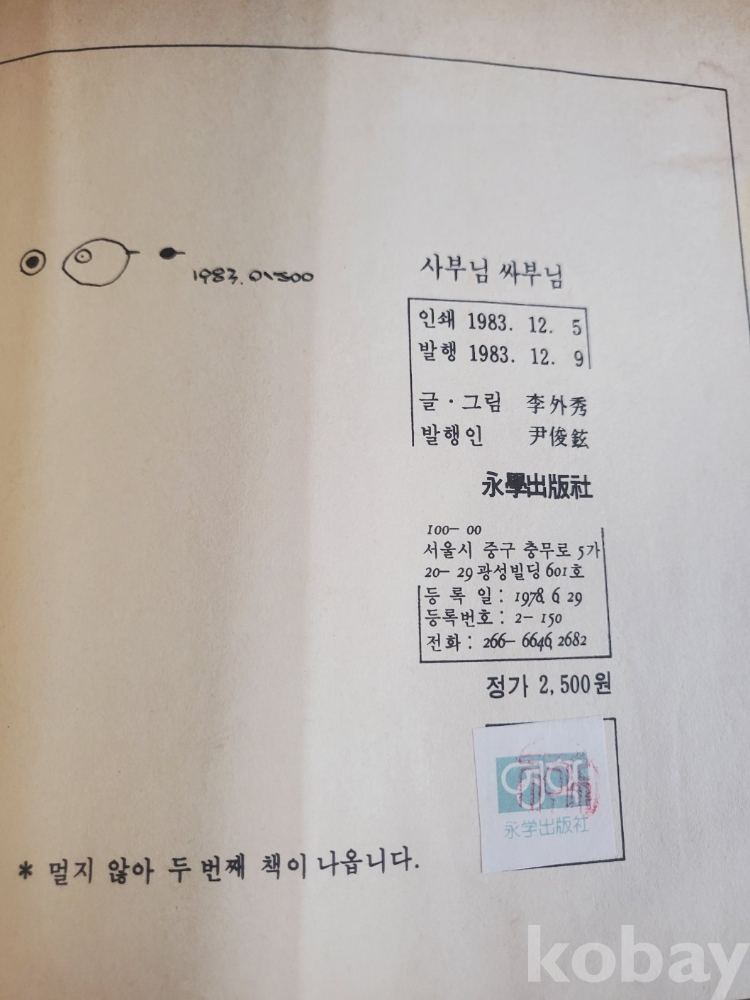 1983. 01500
사부님 싸부님
인쇄 1983. 12. 5
발행 1983. 12. 9
글·그림 李外秀
발행인 尹俊鉉
永學出版社
100-00
서울시 중구 충무로 5가
20-29 광성빌딩 601호
등록일: 1978. 6. 29
등록번호: 2-150
전화: 266-6646, 2682
정가 2,500원
永学出版社
* 멀지 않아 두 번째 책이 나옵니다.
kobay